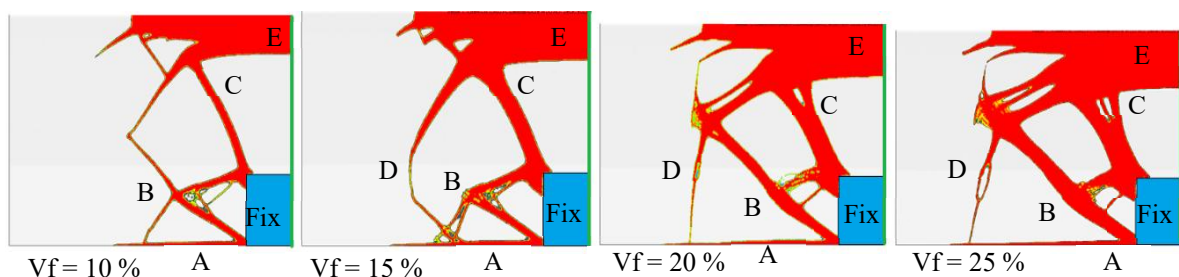 E
C
B
Fix
Vf = 10 %
A
E
C
D
B
Fix
Vf = 15 %
A
E
C
D
B
Fix
Vf = 20 %
A
E
C
D
B
Fix
Vf = 25 %
A